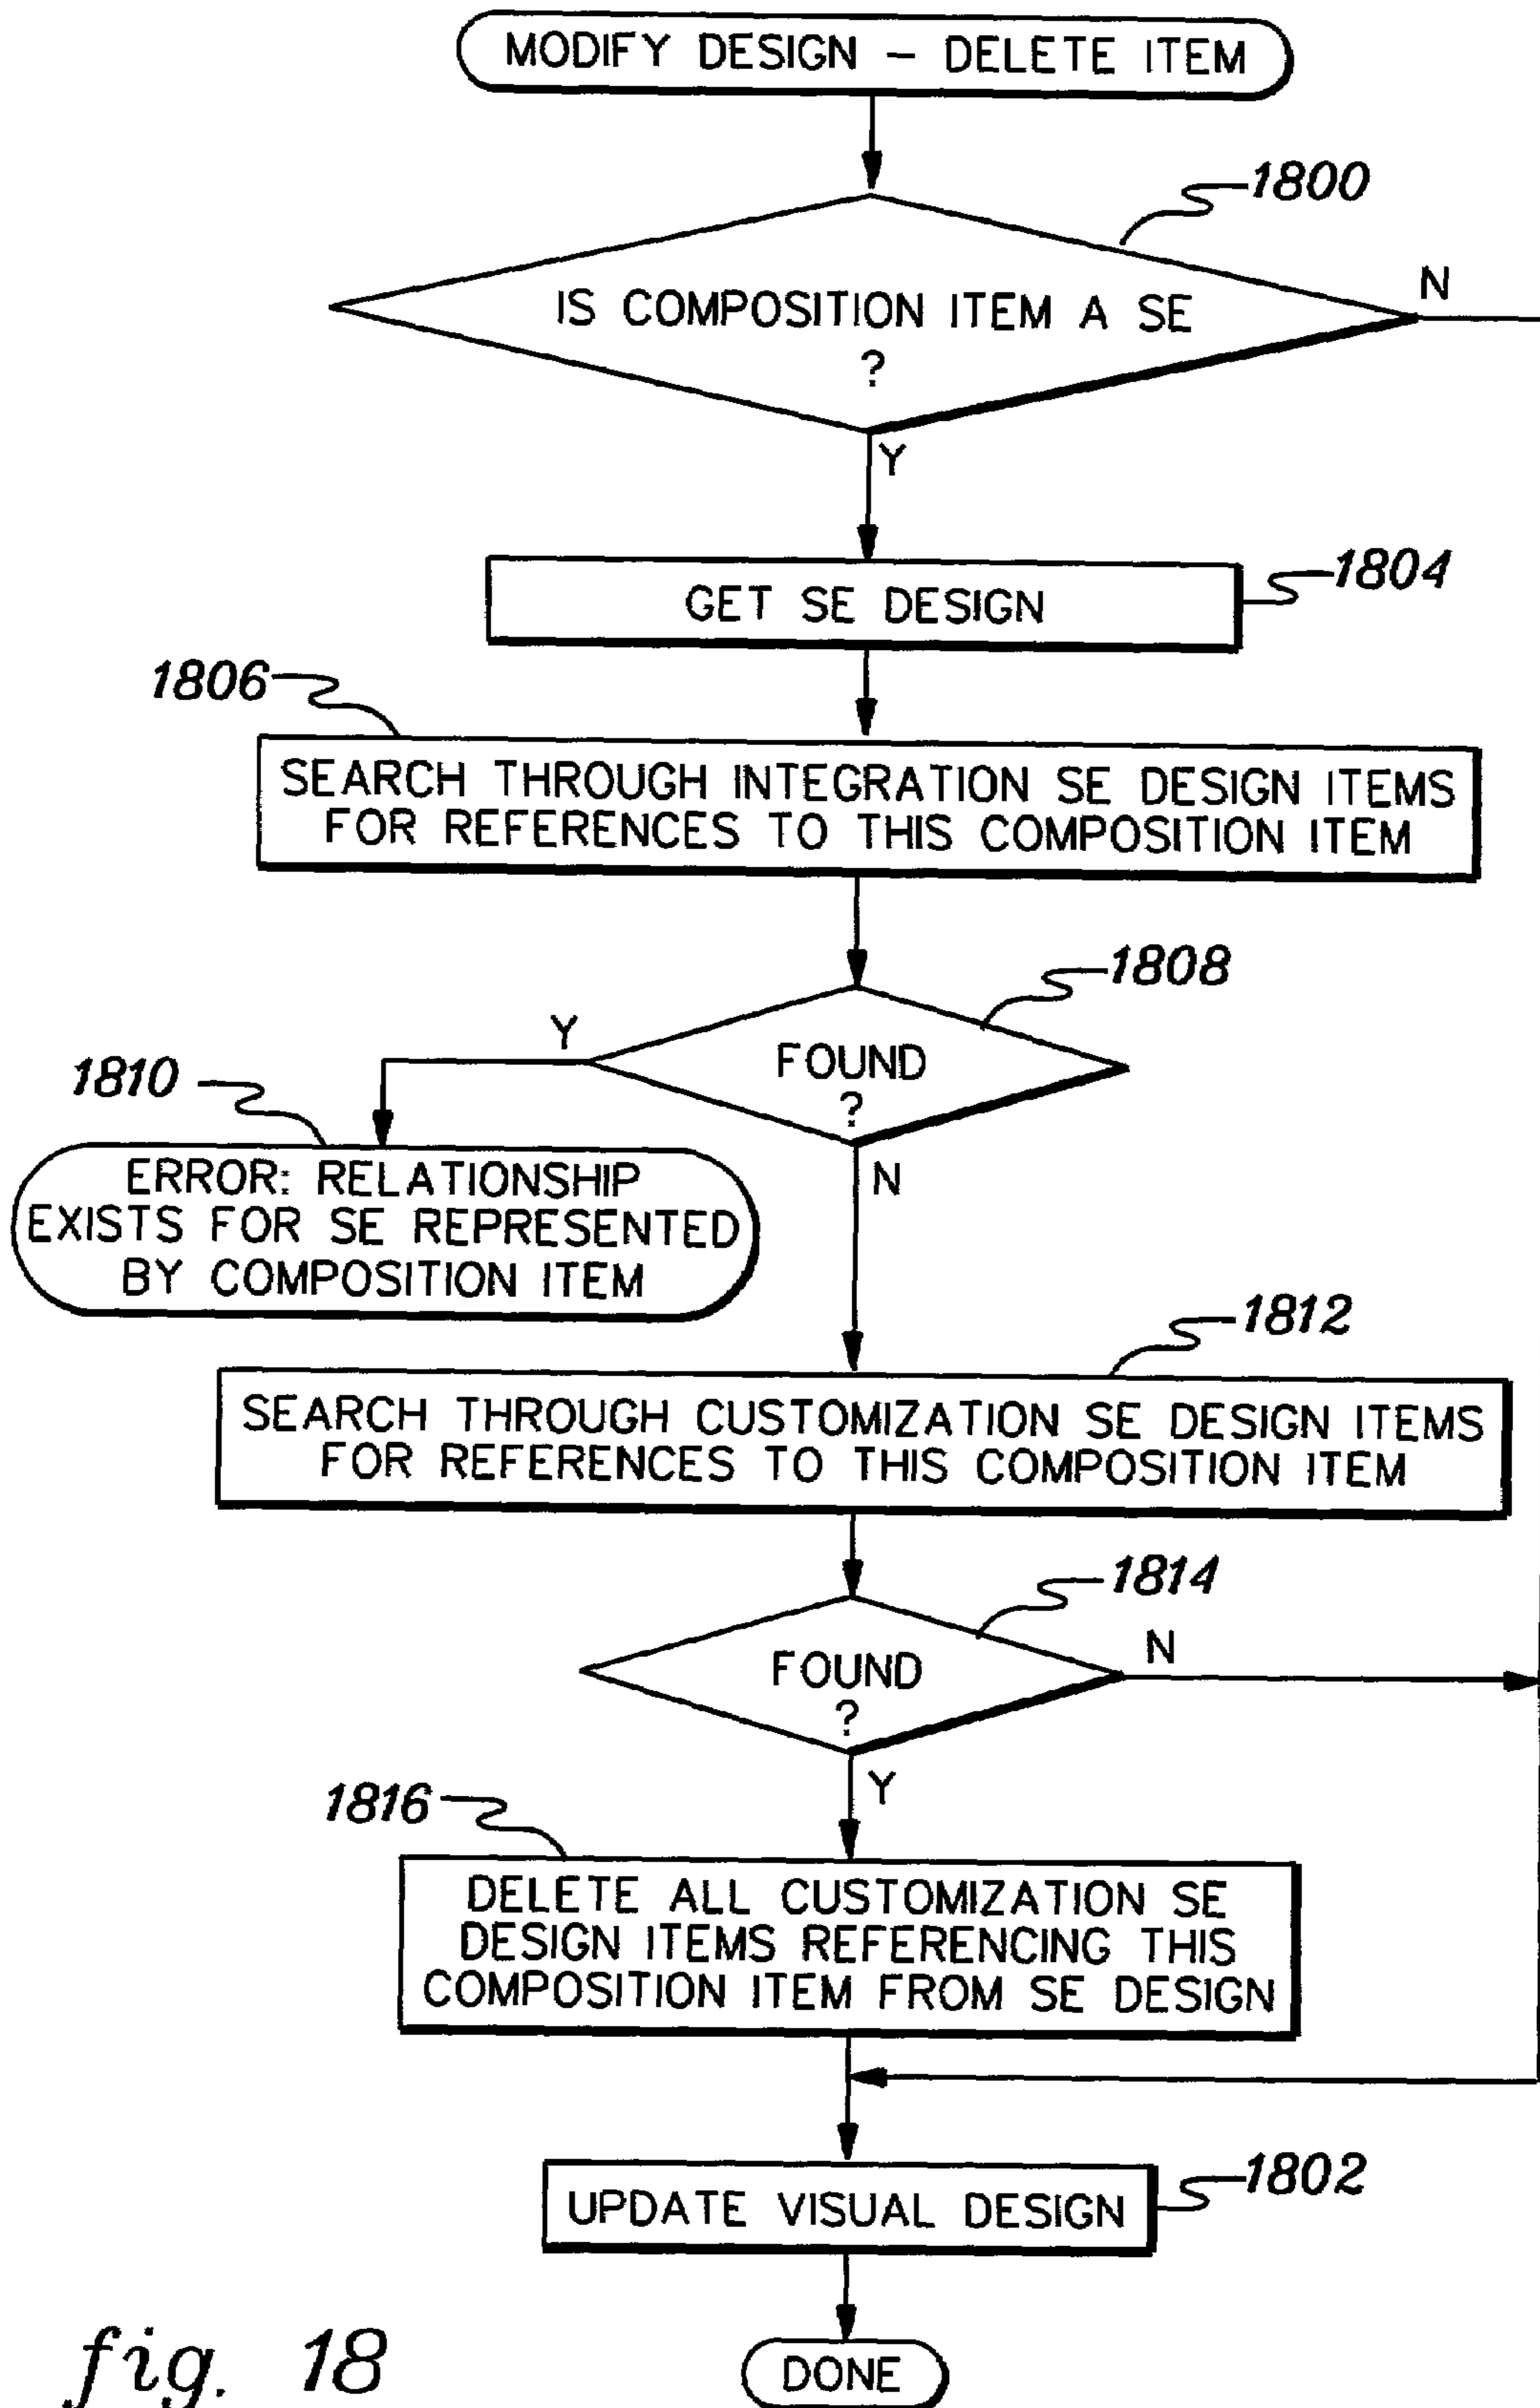 MODIFY DESIGN - DELETE ITEM
1800
IS COMPOSITION ITEM A SE
?
N
Y
GET SE DESIGN
1804
1806
SEARCH THROUGH INTEGRATION SE DESIGN ITEMS
FOR REFERENCES TO THIS COMPOSITION ITEM
1808
FOUND
?
Y
N
1810
ERROR: RELATIONSHIP
EXISTS FOR SE REPRESENTED
BY COMPOSITION ITEM
1812
SEARCH THROUGH CUSTOMIZATION SE DESIGN ITEMS
FOR REFERENCES TO THIS COMPOSITION ITEM
1814
FOUND
?
N
Y
1816
DELETE ALL CUSTOMIZATION SE
DESIGN ITEMS REFERENCING THIS
COMPOSITION ITEM FROM SE DESIGN
UPDATE VISUAL DESIGN
1802
DONE
fig. 18